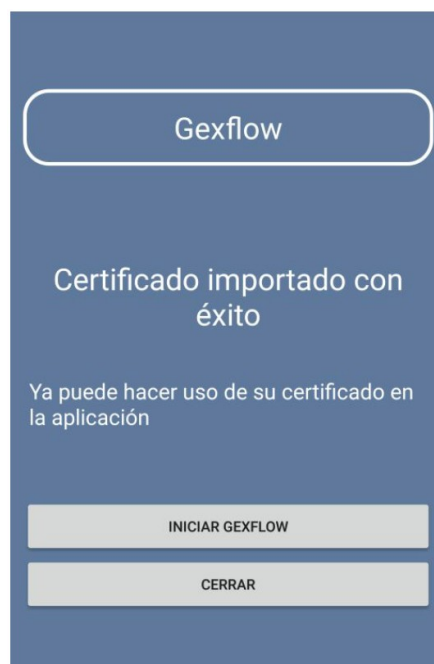 Gexflow
Certificado importado con
éxito
Ya puede hacer uso de su certificado en
la aplicación
INICIAR GEXFLOW
CERRAR